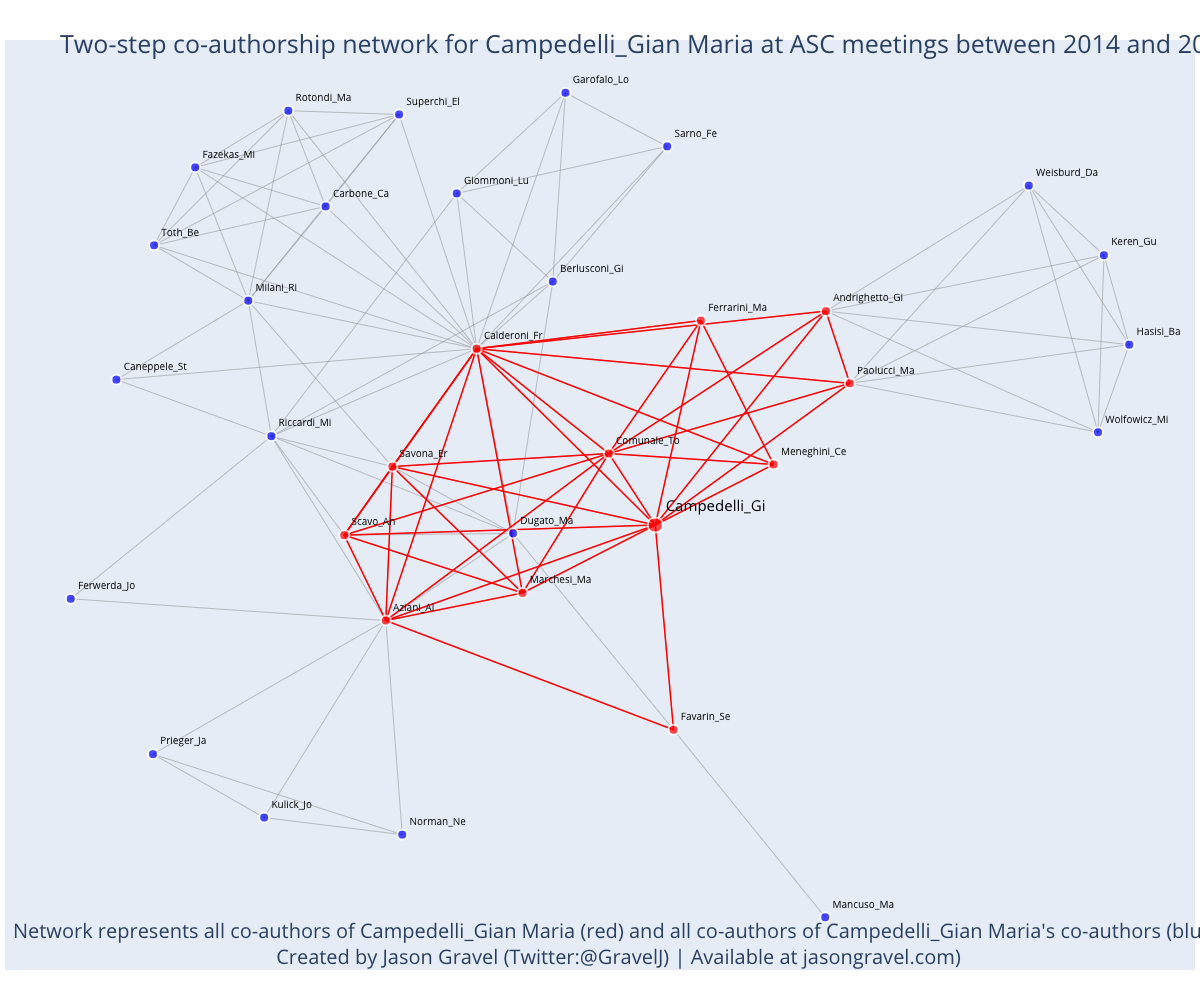 Two-step co-authorship network for Campedelli_Gian Maria at ASC meetings between 2014 and 20
Garofalo_Lo
Rotondi_Ma
Superchi_El
Sarno_Fe
Fazekas_Mi
Weisburd_Da
Giommoni_Lu
Carbone_Ca
Toth_Be
Keren_Gu
Berlusconi_Gi
Milani_Ri
Andrighetto_Gi
Ferrarini_Ma
Hasisi_Ba
Calderoni_Fr
Caneppele_St
Paolucci_Ma
Riccardi_Mi
Wolfowicz_Mi
Comunale_To
Savona_Er
Meneghini_Ce
Campedelli_Gi
Scavo_An
Dugato_Ma
Marchesi_Ma
Ferwerda_Jo
Aziani_Al
Favarin_Se
Prieger_Ja
Kulick_Jo
Norman_Ne
Mancuso_Ma
Network represents all co-authors of Campedelli_Gian Maria (red) and all co-authors of Campedelli_Gian Maria's co-authors (blu
Created by Jason Gravel (Twitter:@GravelJ) | Available at jasongravel.com)